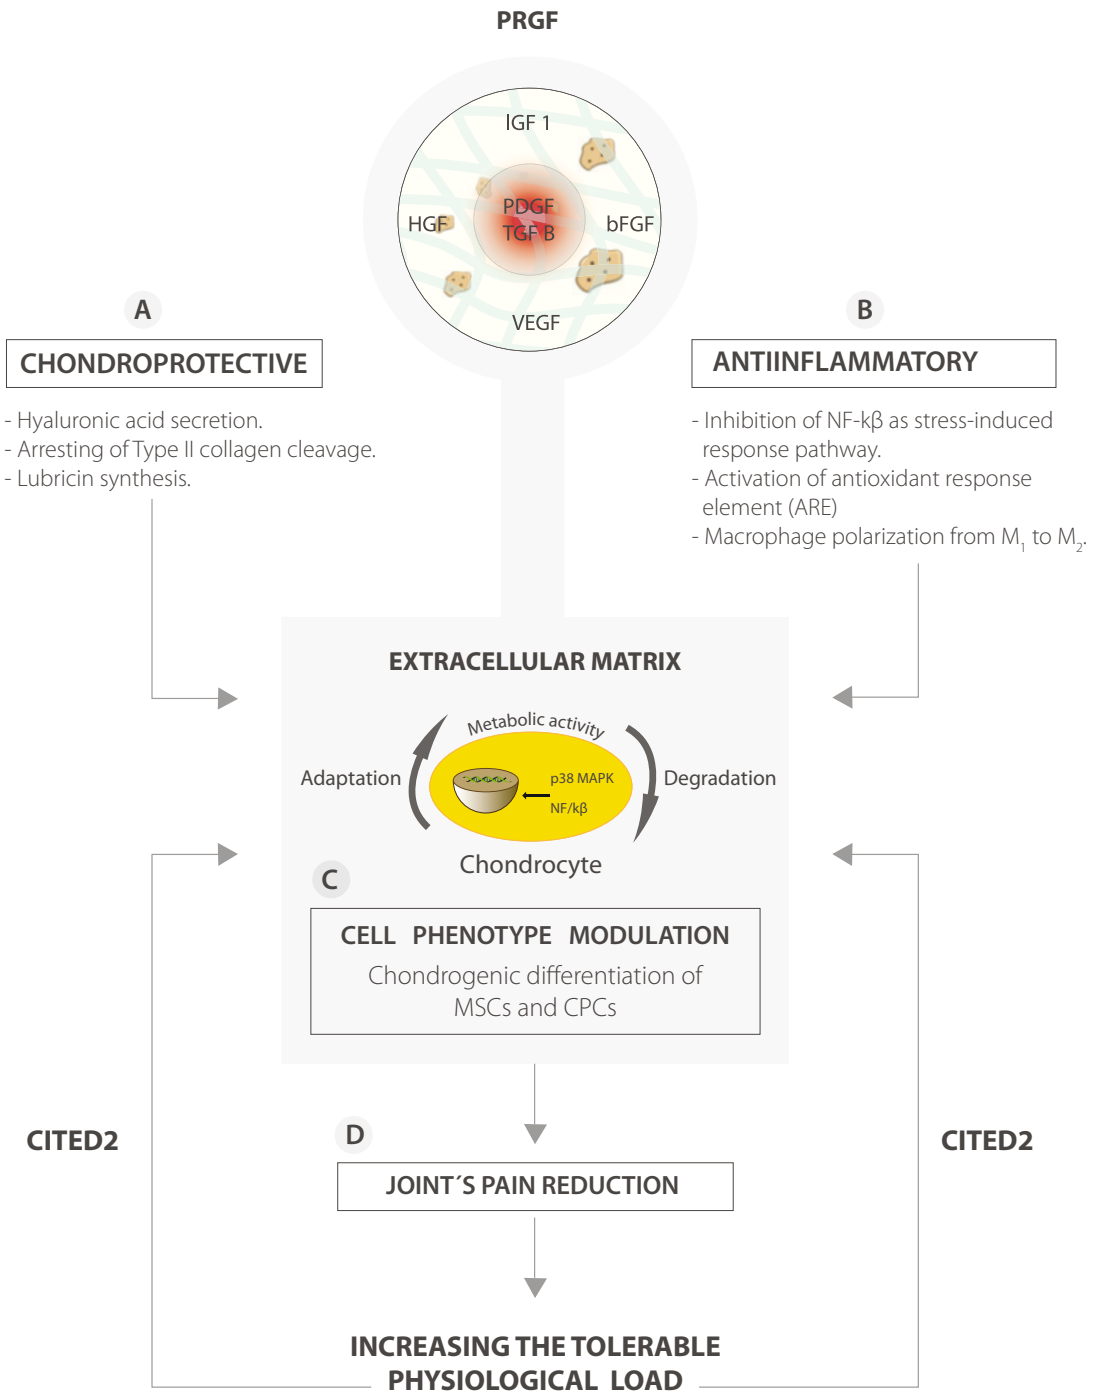 PRGF
IGF 1
PDGF
TGF B
HGF
bFGF
VEGF
A
CHONDROPROTECTIVE
- Hyaluronic acid secretion.
- Arresting of Type II collagen cleavage.
- Lubricin synthesis.
B
ANTIINFLAMMATORY
- Inhibition of NF-kβ as stress-induced
response pathway.
- Activation of antioxidant response
element (ARE)
- Macrophage polarization from M₁ to M₂.
EXTRACELLULAR MATRIX
Metabolic activity
Adaptation
p38 MAPK
NF/kβ
Degradation
Chondrocyte
C
CELL PHENOTYPE MODULATION
Chondrogenic differentiation of
MSCs and CPCs
CITED2
CITED2
D
JOINT´S PAIN REDUCTION
INCREASING THE TOLERABLE
PHYSIOLOGICAL LOAD